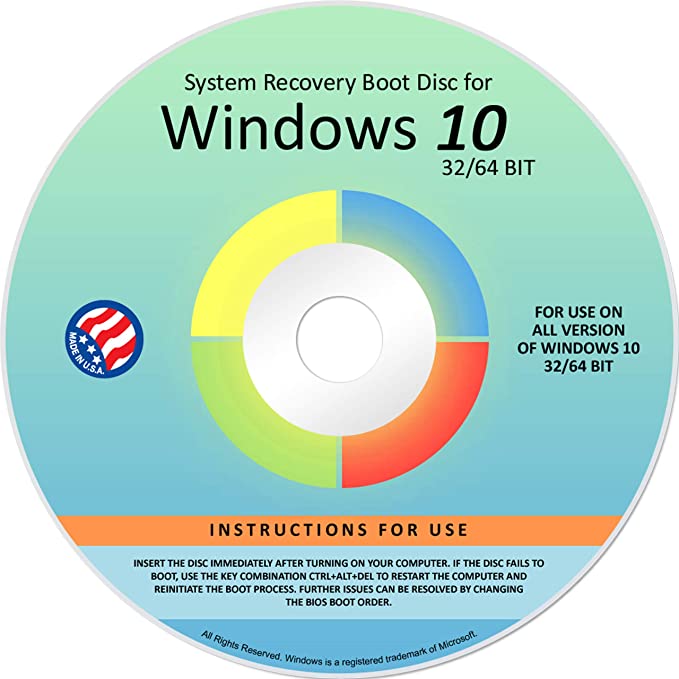 System Recovery Boot Disc for
Windows 10
32/64 BIT
MADE IN U.S.A.
FOR USE ON
ALL VERSION
OF WINDOWS 10
32/64 BIT
INSTRUCTIONS FOR USE
INSERT THE DISC IMMEDIATELY AFTER TURNING ON YOUR COMPUTER. IF THE DISC FAILS TO
BOOT, USE THE KEY COMBINATION CTRL+ALT+DEL TO RESTART THE COMPUTER AND
REINITIATE THE BOOT PROCESS. FURTHER ISSUES CAN BE RESOLVED BY CHANGING
THE BIOS BOOT ORDER.
All Rights Reserved. Windows is a registered trademark of Microsoft.